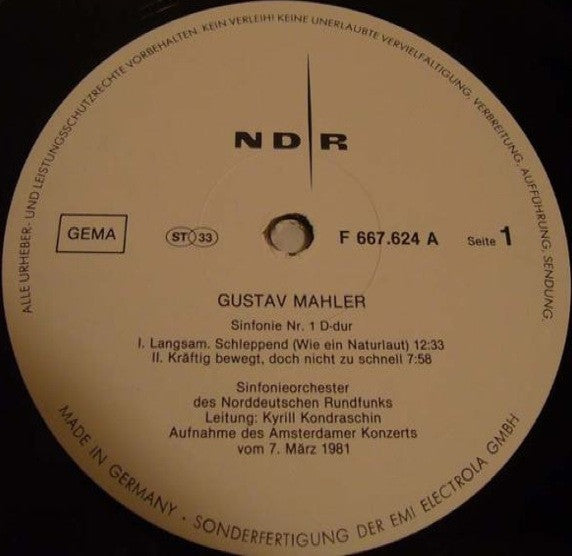 ALLE URHEBER- UND LEISTUNGSSCHUTZRECHTE VORBEHALTEN. KEIN VERLEIH! KEINE UNERLAUBTE VERVIELFÄLTIGUNG, VERBREITUNG, AUFFÜHRUNG, SENDUNG.
NDR
GEMA
ST 33
F 667.624 A
Seite 1
GUSTAV MAHLER
Sinfonie Nr. 1 D-dur
I. Langsam. Schleppend (Wie ein Naturlaut) 12:33
II. Kräftig bewegt, doch nicht zu schnell 7:58
Sinfonieorchester
des Norddeutschen Rundfunks
Leitung: Kyrill Kondraschin
Aufnahme des Amsterdamer Konzerts
vom 7. März 1981
MADE IN GERMANY - SONDERFERTIGUNG DER EMI ELECTROLA GMBH